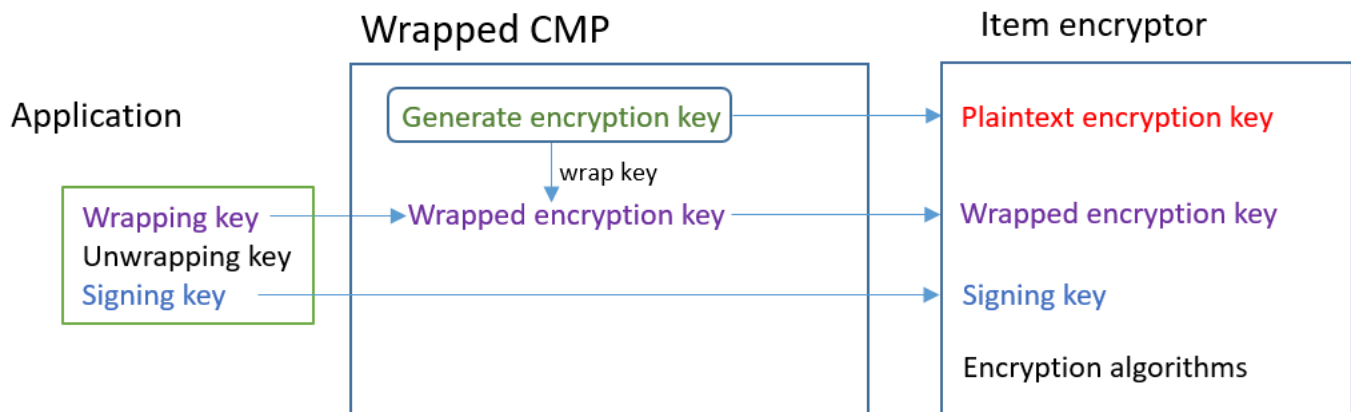 Wrapped CMP
Item encryptor
Application
Generate encryption key
Plaintext encryption key
wrap key
Wrapping key
Wrapped encryption key
Wrapped encryption key
Unwrapping key
Signing key
Signing key
Encryption algorithms